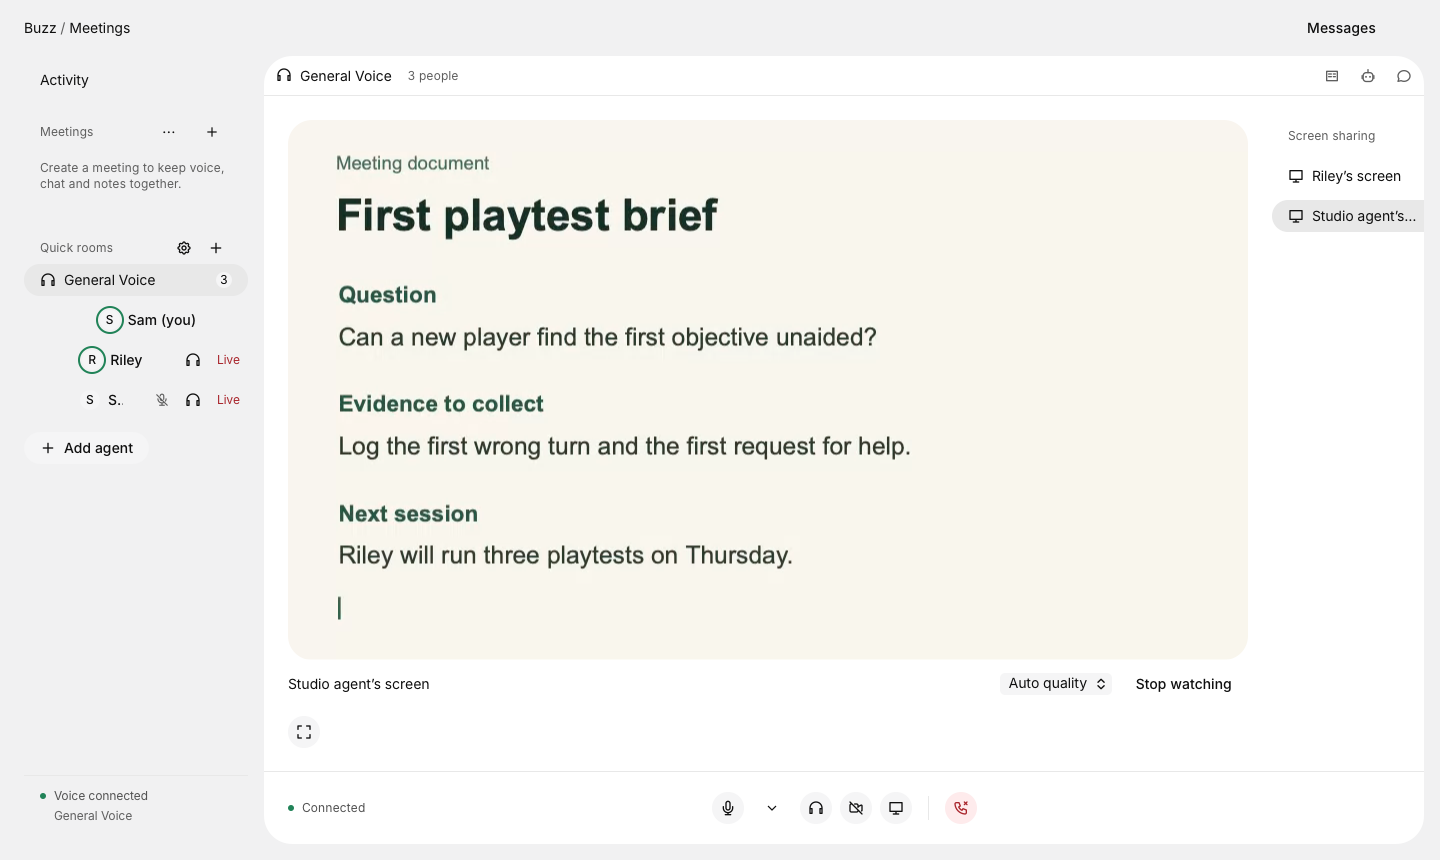 Buzz / Meetings
Messages
Activity
Meetings
Create a meeting to keep voice,
chat and notes together.
Quick rooms
General Voice
3
S
Sam (you)
R
Riley
Live
S
S..
Live
Add agent
Voice connected
General Voice
General Voice
3 people
Meeting document
First playtest brief
Question
Can a new player find the first objective unaided?
Evidence to collect
Log the first wrong turn and the first request for help.
Next session
Riley will run three playtests on Thursday.
Studio agent’s screen
Auto quality
Stop watching
Screen sharing
Riley’s screen
Studio agent’s...
Connected